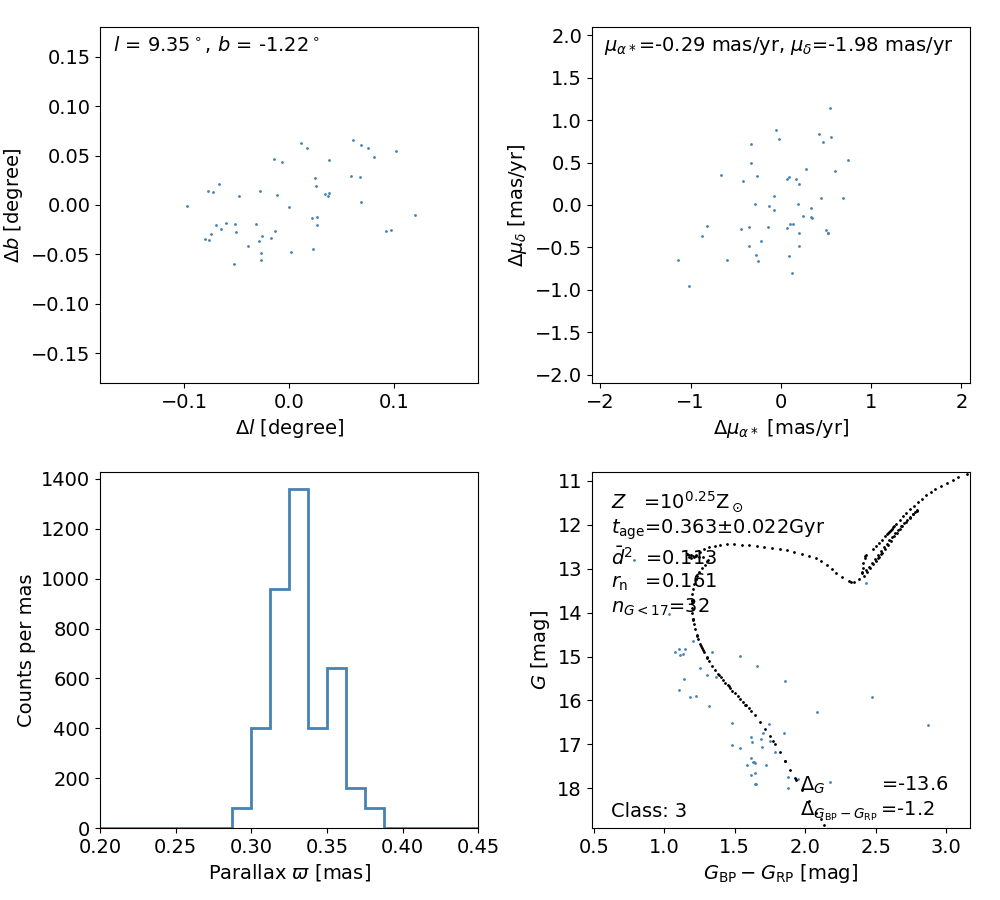 l = 9.35°, b = -1.22°
0.15
0.10
0.05
0.00
−0.05
−0.10
−0.15
Δb [degree]
−0.1 0.0 0.1
Δl [degree]
μα*=-0.29 mas/yr, μδ=-1.98 mas/yr
2.0
1.5
1.0
0.5
0.0
−0.5
−1.0
−1.5
−2.0
Δμδ [mas/yr]
−2 −1 0 1 2
Δμα* [mas/yr]
1400
1200
1000
800
600
400
200
0
Counts per mas
0.20 0.25 0.30 0.35 0.40 0.45
Parallax ϖ [mas]
Z =10^0.25 Z⊙
t_age=0.363±0.022Gyr
d̄² =0.113
r_n =0.161
n_G<17=32
Δ_G =-13.6
Δ_GBP−GRP =-1.2
Class: 3
11
12
13
14
15
16
17
18
G [mag]
0.5 1.0 1.5 2.0 2.5 3.0
G_BP − G_RP [mag]